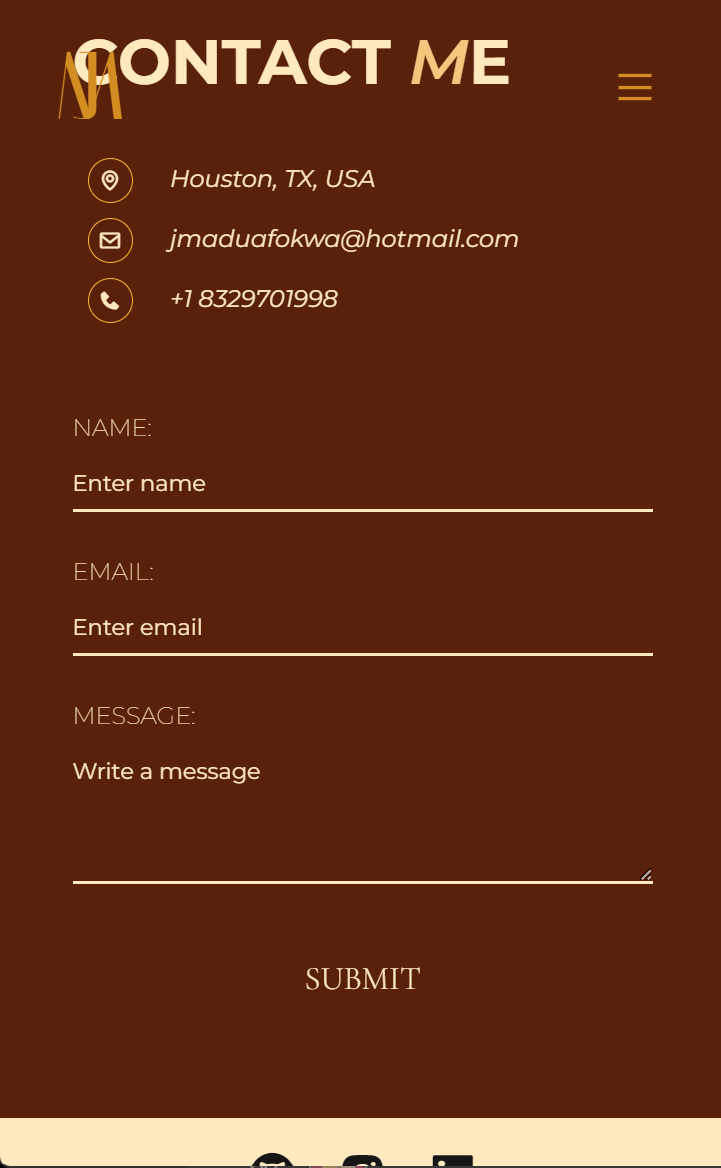 CONTACT ME
JM
Houston, TX, USA
jmaduafokwa@hotmail.com
+1 8329701998
NAME:
Enter name
EMAIL:
Enter email
MESSAGE:
Write a message
SUBMIT